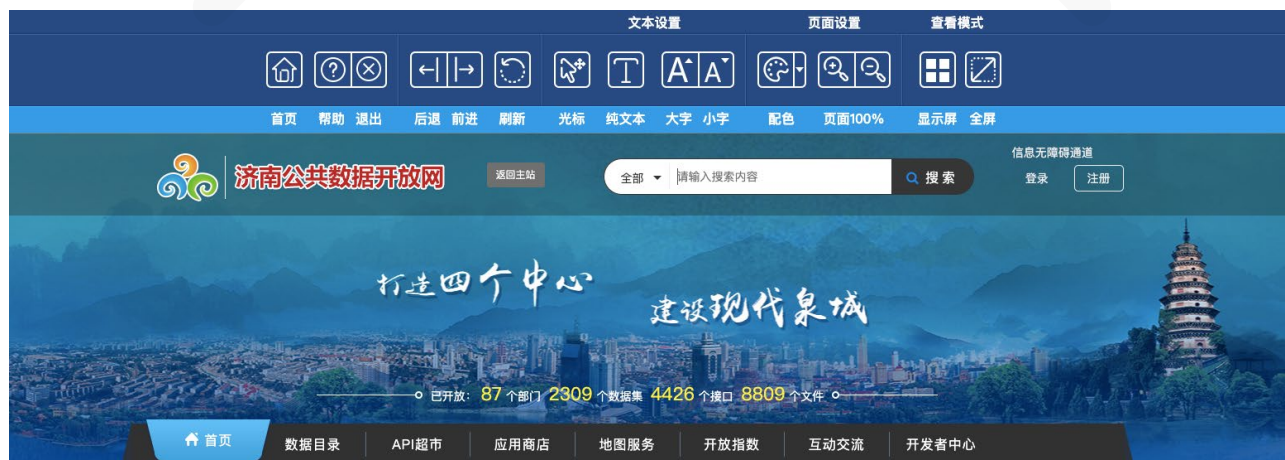 文本设置 页面设置 查看模式
首页 帮助 退出 后退 前进 刷新 光标 纯文本 大字 小字 配色 页面100% 显示屏 全屏
信息无障碍通道
济南公共数据开放网 返回主站 全部 请输入搜索内容 搜索 登录 注册
打造四个中心
建设现代泉城
已开放: 87 个部门 2309 个数据集 4426 个接口 8809 个文件
首页 数据目录 API超市 应用商店 地图服务 开放指数 互动交流 开发者中心